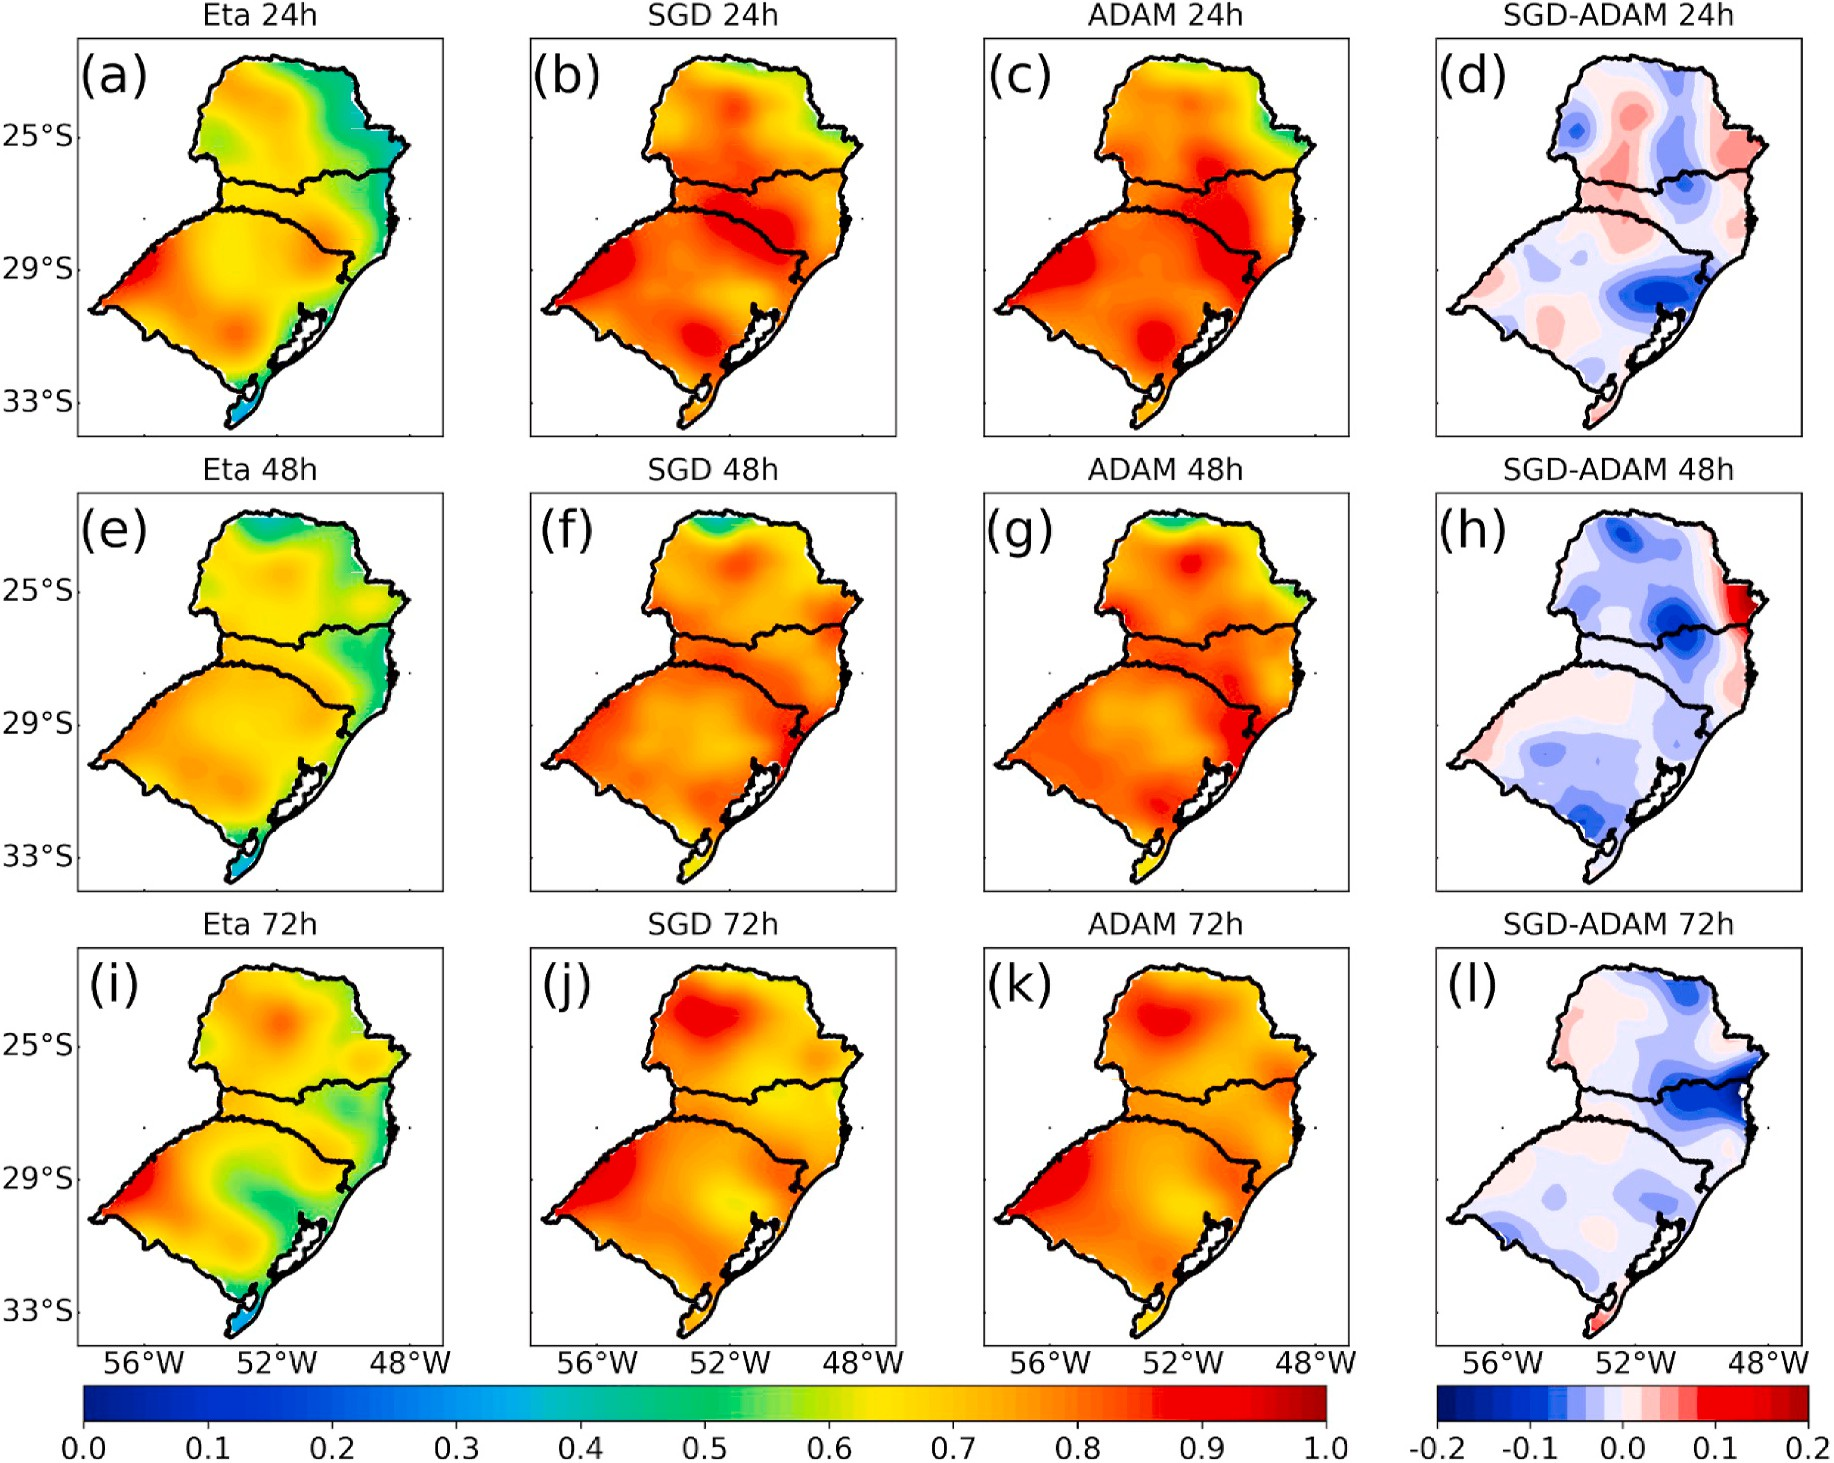 Eta 24h SGD 24h ADAM 24h SGD-ADAM 24h
(a) (b) (c) (d)
25°S
29°S
33°S
Eta 48h SGD 48h ADAM 48h SGD-ADAM 48h
(e) (f) (g) (h)
25°S
29°S
33°S
Eta 72h SGD 72h ADAM 72h SGD-ADAM 72h
(i) (j) (k) (l)
25°S
29°S
33°S
56°W 52°W 48°W 56°W 52°W 48°W 56°W 52°W 48°W 56°W 52°W 48°W
0.0 0.1 0.2 0.3 0.4 0.5 0.6 0.7 0.8 0.9 1.0 -0.2 -0.1 0.0 0.1 0.2